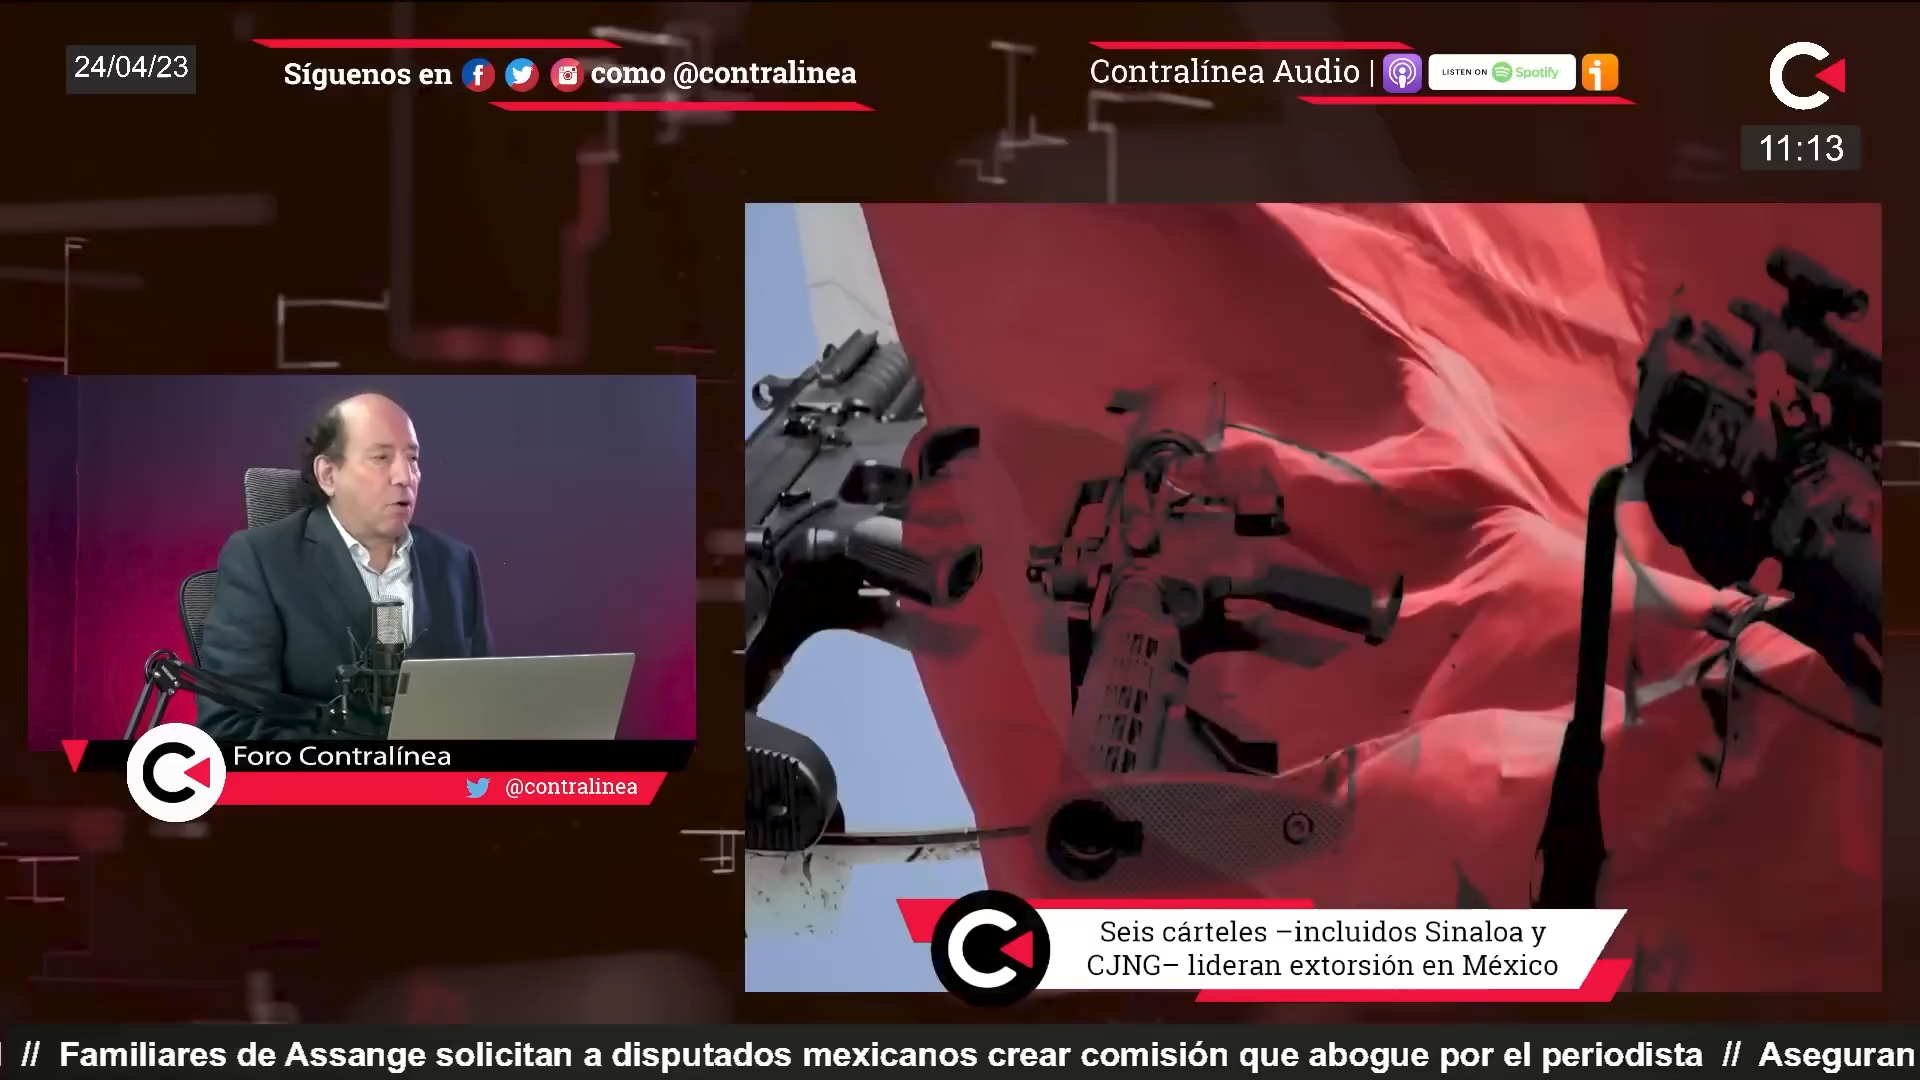 24/04/23
Síguenos en como @contralinea
Contralínea Audio |
LISTEN ON Spotify
11:13
Foro Contralínea
@contralinea
Seis cárteles –incluidos Sinaloa y
CJNG– lideran extorsión en México
// Familiares de Assange solicitan a disputados mexicanos crear comisión que abogue por el periodista // Aseguran